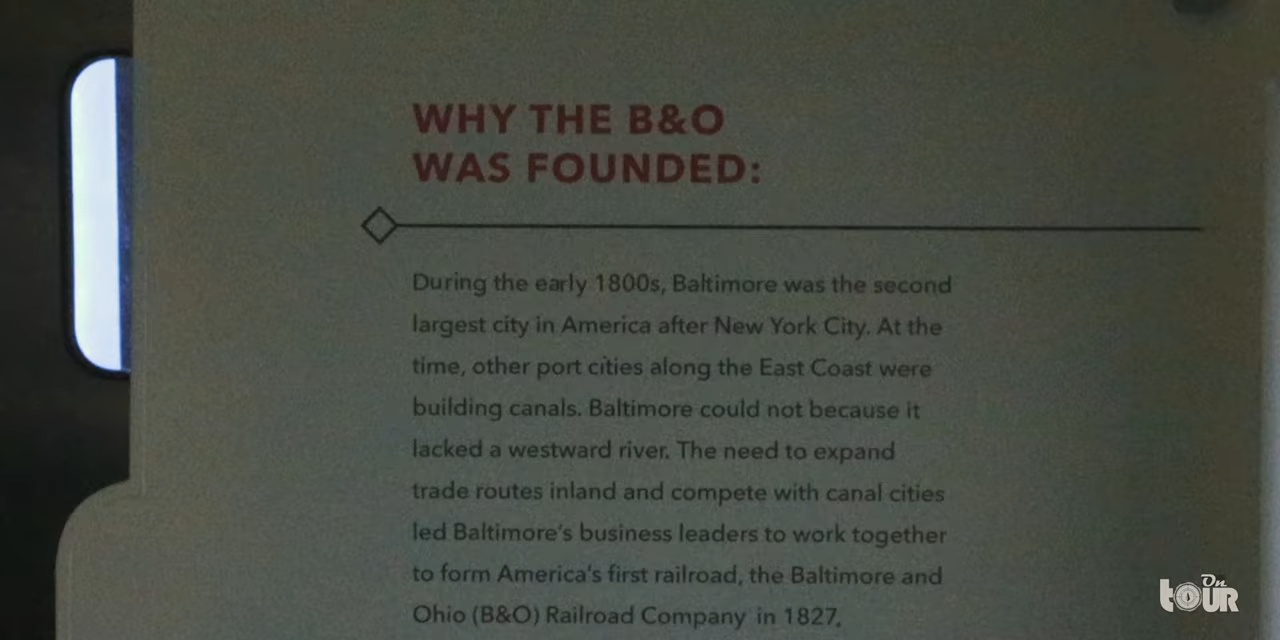 WHY THE B&O
WAS FOUNDED:
During the early 1800s, Baltimore was the second
largest city in America after New York City. At the
time, other port cities along the East Coast were
building canals. Baltimore could not because it
lacked a westward river. The need to expand
trade routes inland and compete with canal cities
led Baltimore's business leaders to work together
to form America's first railroad, the Baltimore and
Ohio (B&O) Railroad Company in 1827.
On
tour